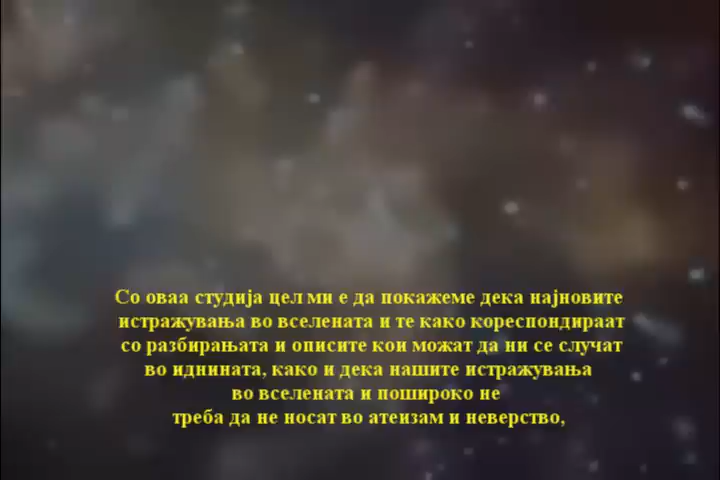 Со оваа студија цел ми е да покажеме дека најновите
истражувања во вселената и те како кореспондираат
со разбирањата и описите кои можат да ни се случат
во иднината, како и дека нашите истражувања
во вселената и пошироко не
треба да не носат во атеизам и неверство,